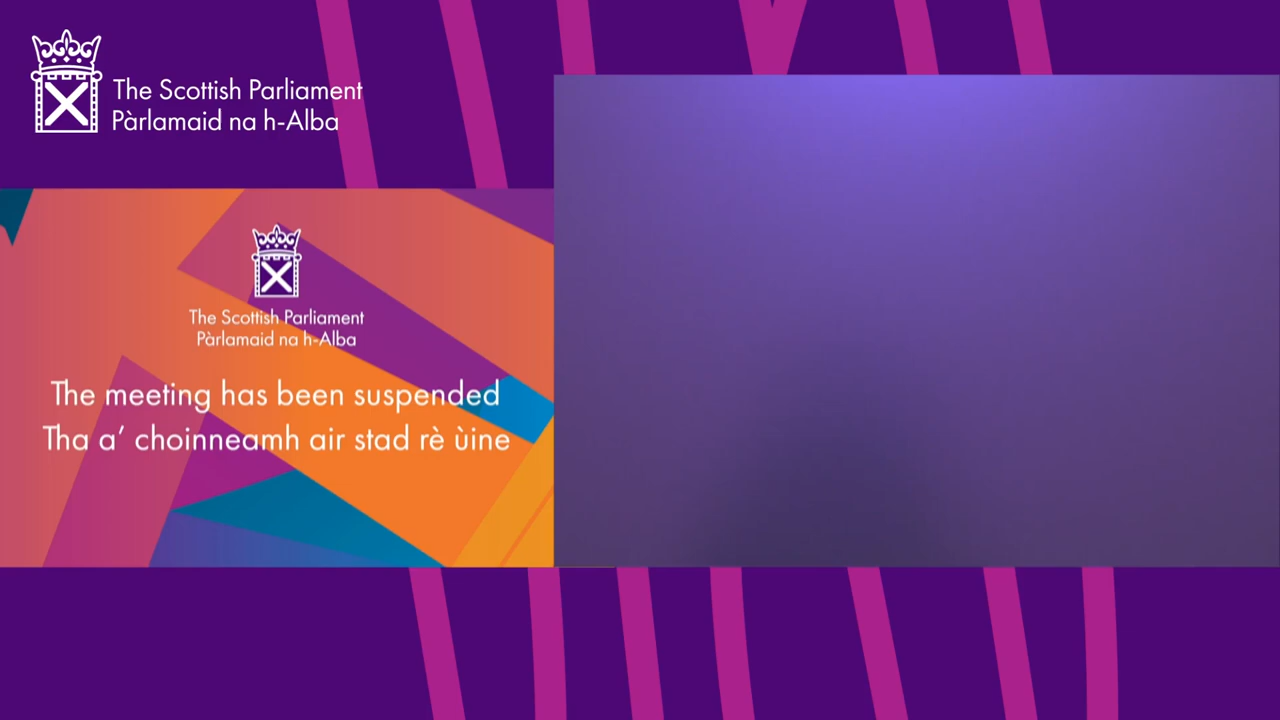 The Scottish Parliament
Pàrlamaid na h-Alba
The Scottish Parliament
Pàrlamaid na h-Alba
The meeting has been suspended
Tha a’ choinneamh air stad rè ùine